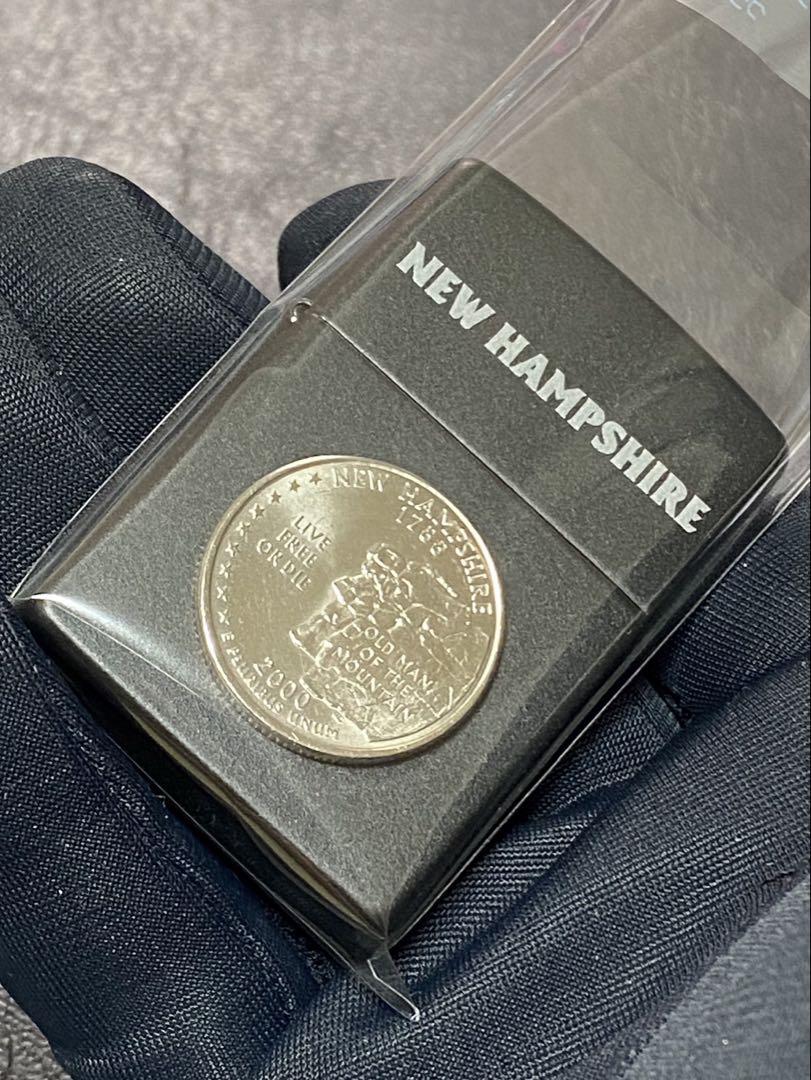 NEW HAMPSHIRE
NEW HAMPSHIRE
1788
LIVE
FREE
OR DIE
OLD MAN
OF THE
MOUNTAIN
2000
E PLURIBUS UNUM